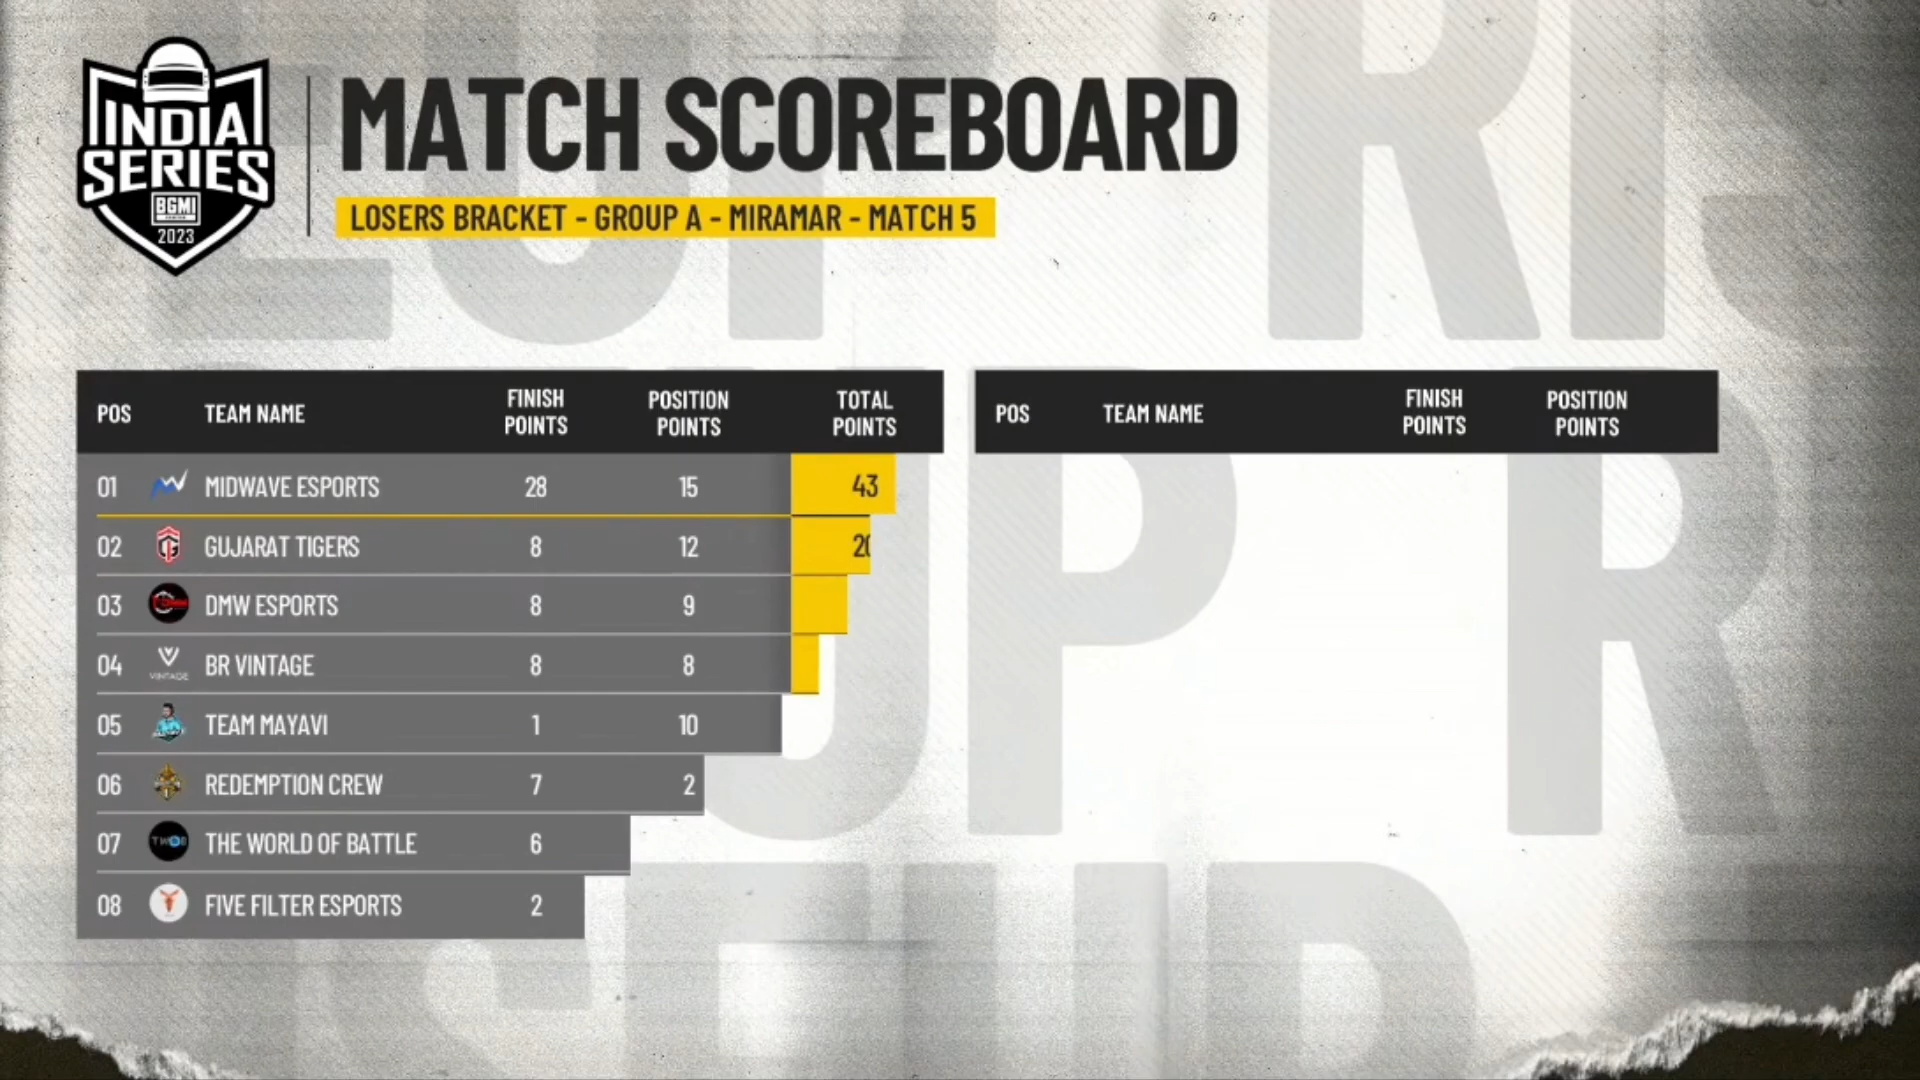 INDIA
SERIES
BGMI
2023
MATCH SCOREBOARD
LOSERS BRACKET - GROUP A - MIRAMAR - MATCH 5
POS TEAM NAME FINISH POINTS POSITION POINTS TOTAL POINTS
01 MIDWAVE ESPORTS 28 15 43
02 GUJARAT TIGERS 8 12
03 DMW ESPORTS 8 9
04 BR VINTAGE 8 8
05 TEAM MAYAVI 1 10
06 REDEMPTION CREW 7 2
07 THE WORLD OF BATTLE 6
08 FIVE FILTER ESPORTS 2
POS TEAM NAME FINISH POINTS POSITION POINTS